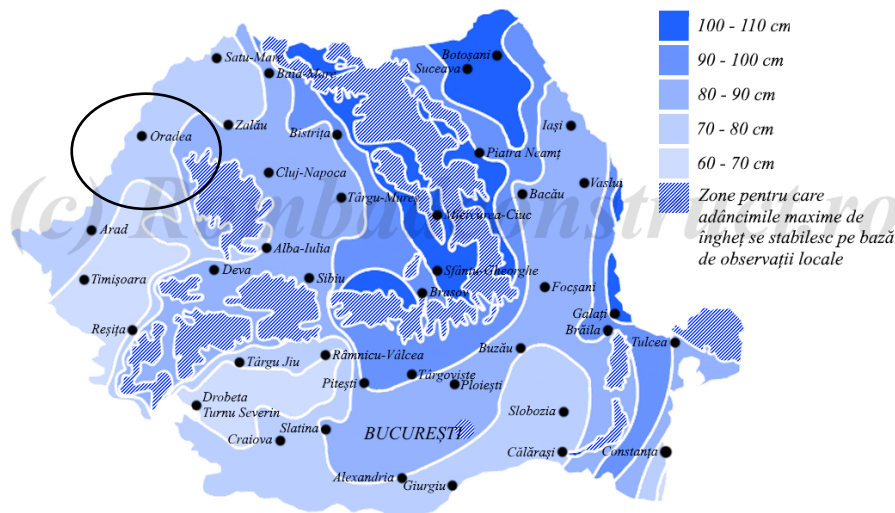 100 - 110 cm
90 - 100 cm
80 - 90 cm
70 - 80 cm
60 - 70 cm
Zone pentru care
adâncimile maxime de
îngheț se stabilesc pe bază
de observații locale
Satu-Mare
Baia-Mare
Botoșani
Suceava
Oradea
Zalău
Bistrița
Iași
Piatra Neamț
Cluj-Napoca
Târgu-Mureș
Bacău
Vaslui
Miercurea-Ciuc
(c) Rombadconstruct.ro
Arad
Alba-Iulia
Timișoara
Deva
Sibiu
Sfântu-Gheorghe
Brașov
Focșani
Galați
Reșița
Brăila
Tulcea
Târgu Jiu
Râmnicu-Vâlcea
Buzău
Pitești
Târgoviște
Ploiești
Drobeta
Turnu Severin
Slobozia
Craiova
Slatina
BUCUREȘTI
Călărași
Constanța
Alexandria
Giurgiu